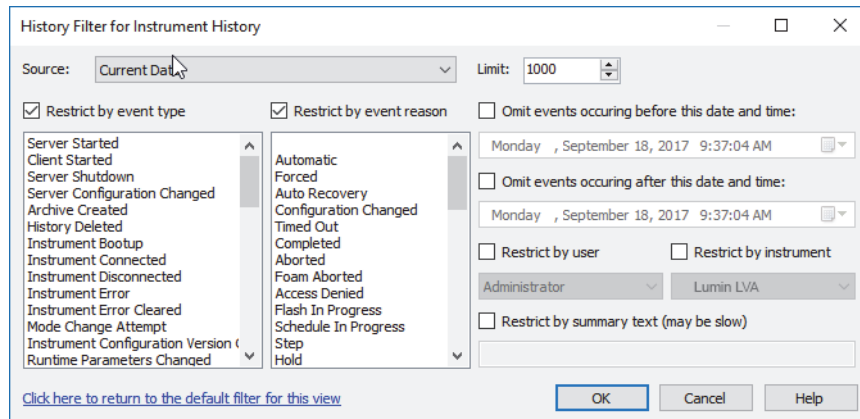 History Filter for Instrument History
Source: Current Data Limit: 1000
Restrict by event type
Server Started
Client Started
Server Shutdown
Server Configuration Changed
Archive Created
History Deleted
Instrument Bootup
Instrument Connected
Instrument Disconnected
Instrument Error
Instrument Error Cleared
Mode Change Attempt
Instrument Configuration Version
Runtime Parameters Changed
Restrict by event reason
Automatic
Forced
Auto Recovery
Configuration Changed
Timed Out
Completed
Aborted
Foam Aborted
Access Denied
Flash In Progress
Schedule In Progress
Step
Hold
Omit events occuring before this date and time:
Monday , September 18, 2017 9:37:04 AM
Omit events occuring after this date and time:
Monday , September 18, 2017 9:37:04 AM
Restrict by user Restrict by instrument
Administrator Lumin LVA
Restrict by summary text (may be slow)
Click here to return to the default filter for this view
OK Cancel Help